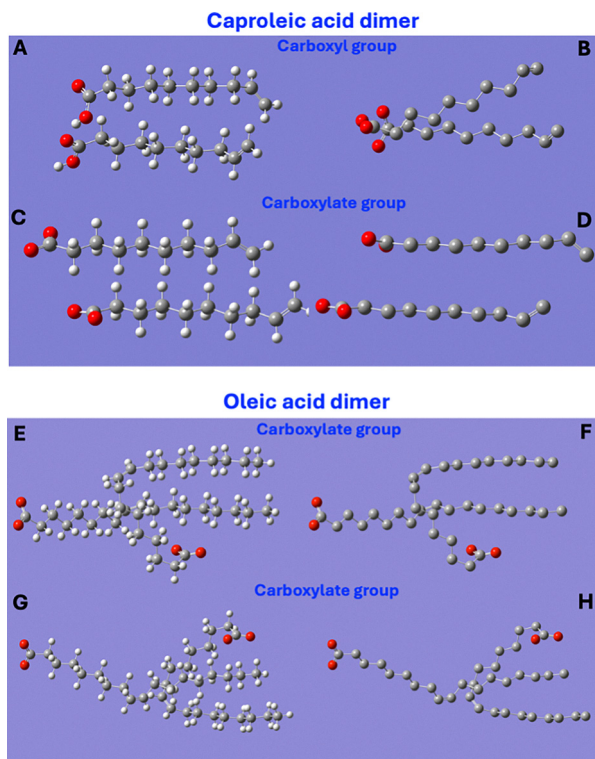 Caproleic acid dimer
A
Carboxyl group
B
C
Carboxylate group
D
Oleic acid dimer
E
Carboxylate group
F
G
Carboxylate group
H